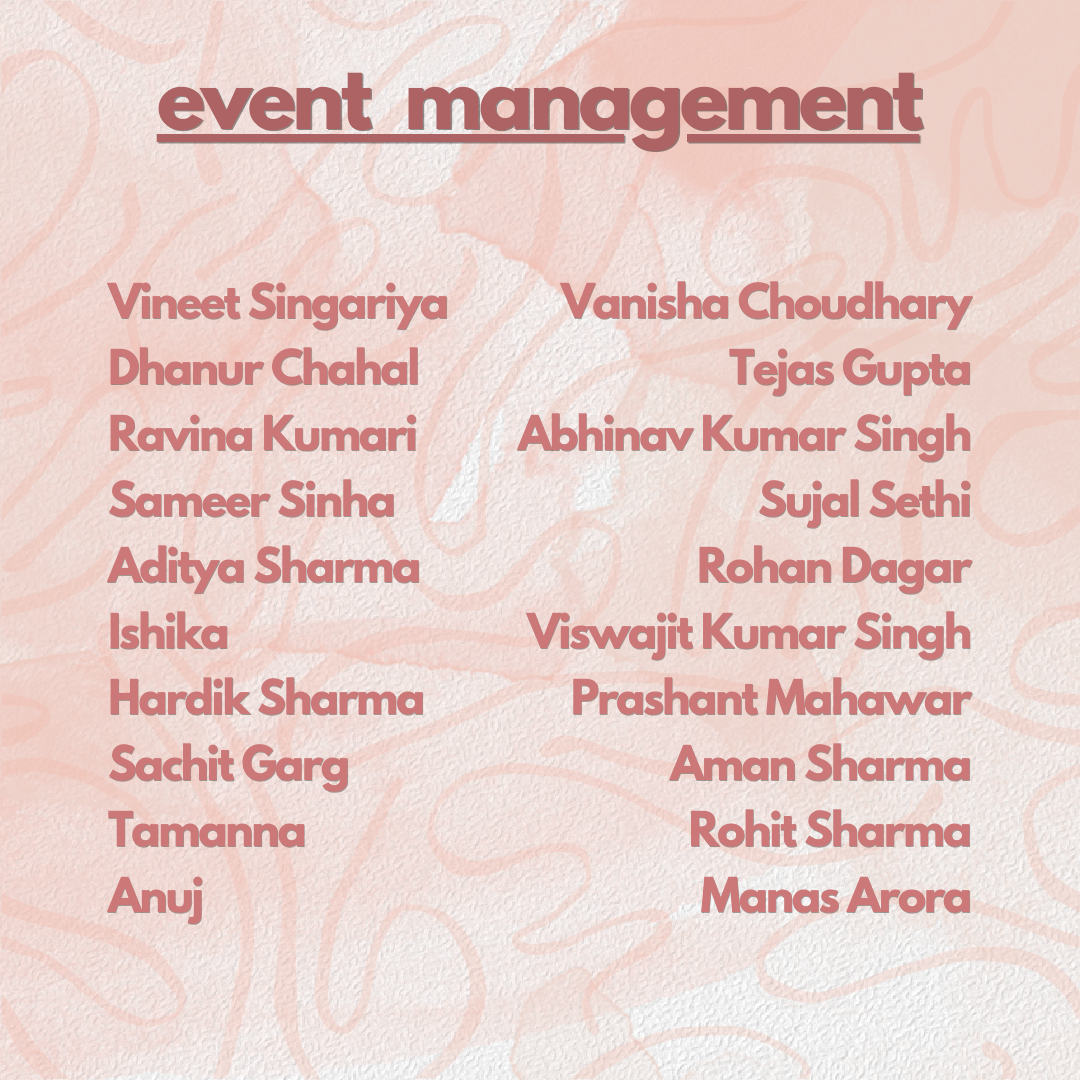 event management
Vineet Singariya
Dhanur Chahal
Ravina Kumari
Sameer Sinha
Aditya Sharma
Ishika
Hardik Sharma
Sachit Garg
Tamanna
Anuj
Vanisha Choudhary
Tejas Gupta
Abhinav Kumar Singh
Sujal Sethi
Rohan Dagar
Viswajit Kumar Singh
Prashant Mahawar
Aman Sharma
Rohit Sharma
Manas Arora